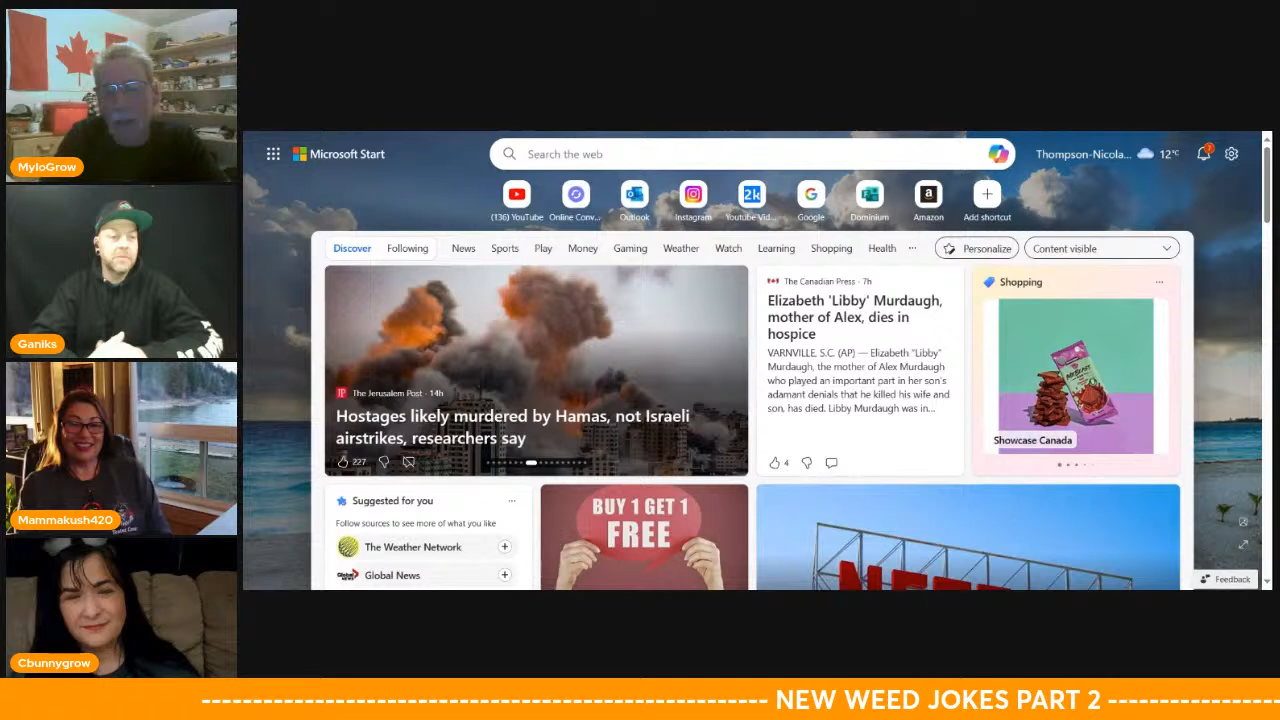 MyloGrow
Ganiks
Mammakush420
Cbunnygrow
Microsoft Start
Search the web
Thompson-Nicola...
12°C
(136) YouTube
Online Conv...
Outlook
Instagram
2k
Youtube Vid...
Google
Dominium
Amazon
Add shortcut
Discover
Following
News
Sports
Play
Money
Gaming
Weather
Watch
Learning
Shopping
Health
Personalize
Content visible
The Jerusalem Post · 14h
Hostages likely murdered by Hamas, not Israeli
airstrikes, researchers say
227
The Canadian Press · 7h
Elizabeth 'Libby' Murdaugh,
mother of Alex, dies in
hospice
VARNVILLE, S.C. (AP) — Elizabeth "Libby"
Murdaugh, the mother of Alex Murdaugh
who played an important part in her son's
adamant denials that he killed his wife and
son, has died. Libby Murdaugh was in...
4
Shopping
Showcase Canada
Suggested for you
Follow sources to see more of what you like
The Weather Network
Global News
BUY 1 GET 1
FREE
Feedback
NEW WEED JOKES PART 2